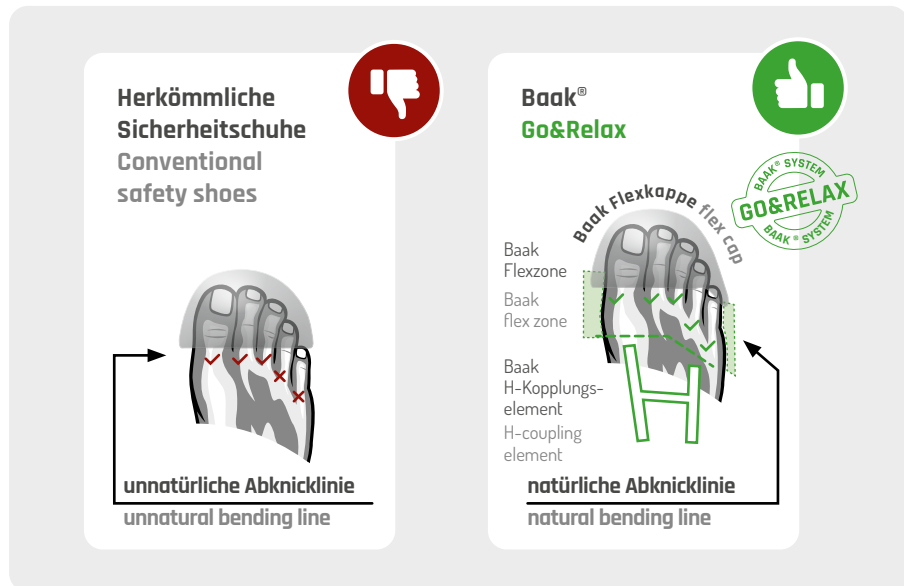 Herkömmliche
Sicherheitschuhe
Conventional
safety shoes
unnatürliche Abknicklinie
unnatural bending line
Baak®
Go&Relax
BAAK® SYSTEM
GO&RELAX
BAAK® SYSTEM
Baak Flexkappe flex cap
Baak
Flexzone
Baak
flex zone
Baak
H-Kopplungs-
element
H-coupling
element
natürliche Abknicklinie
natural bending line